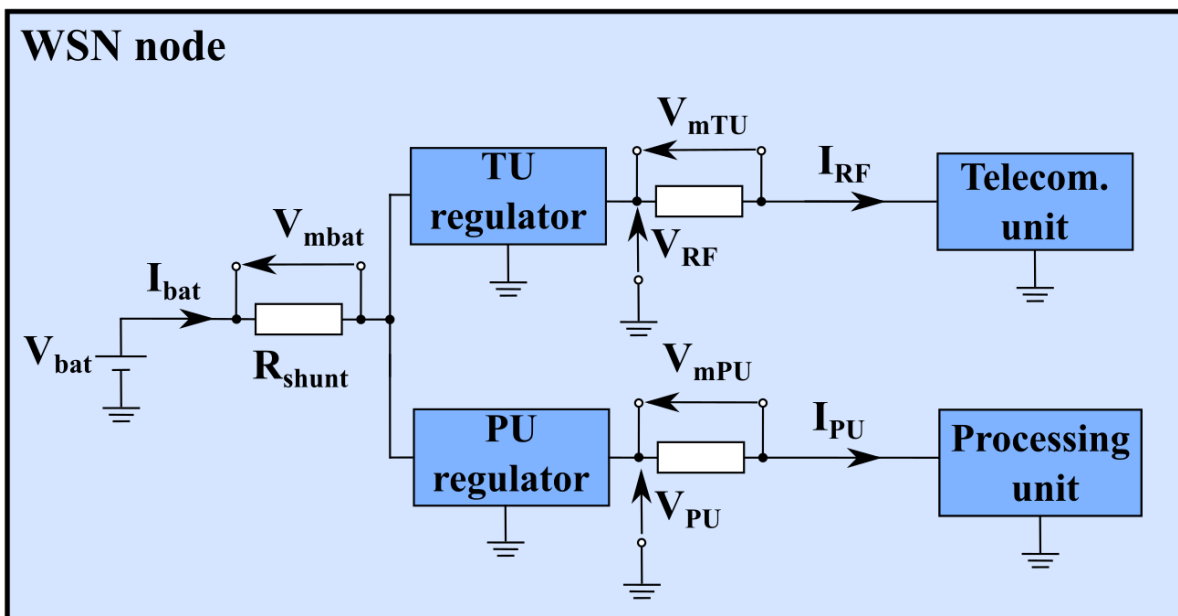 WSN node
V_mTU
TU
regulator
I_RF
Telecom.
unit
V_mbat
V_RF
I_bat
V_bat
R_shunt
V_mPU
PU
regulator
I_PU
Processing
unit
V_PU